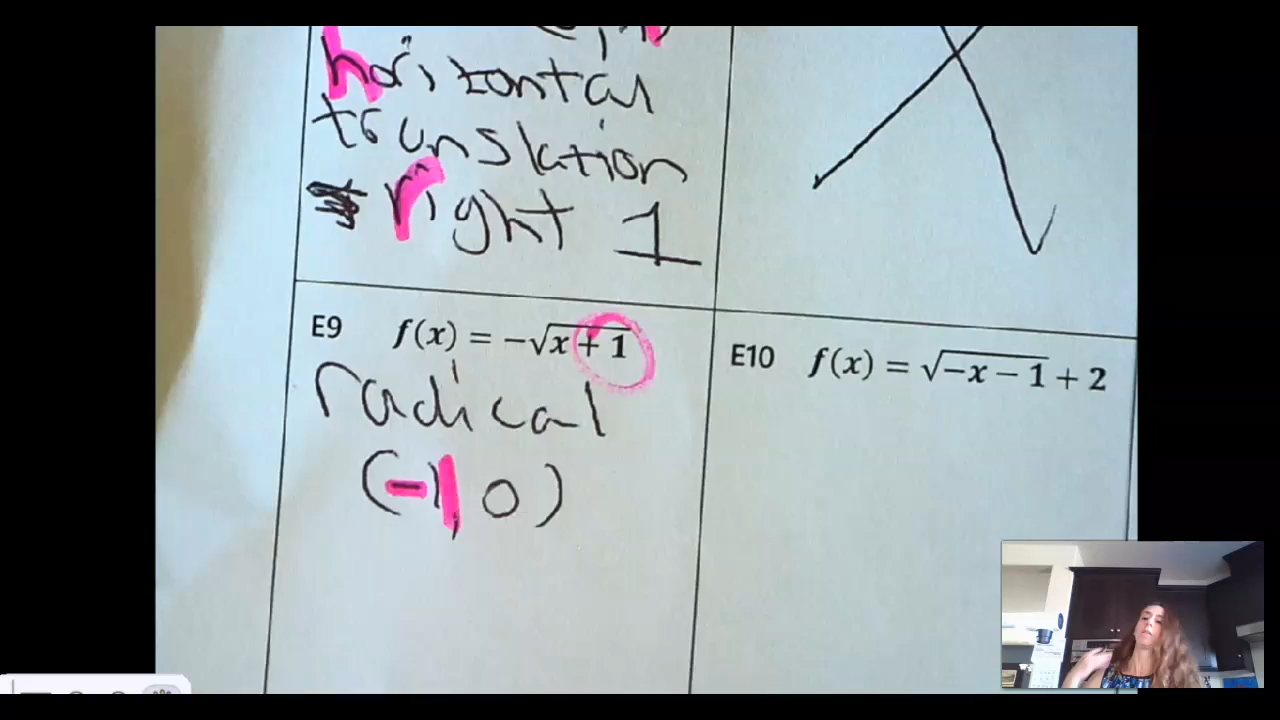 horizontal
translation
right 1
E9 f(x) = -√(x + 1)
radical
(-1, 0)
E10 f(x) = √(-x - 1) + 2